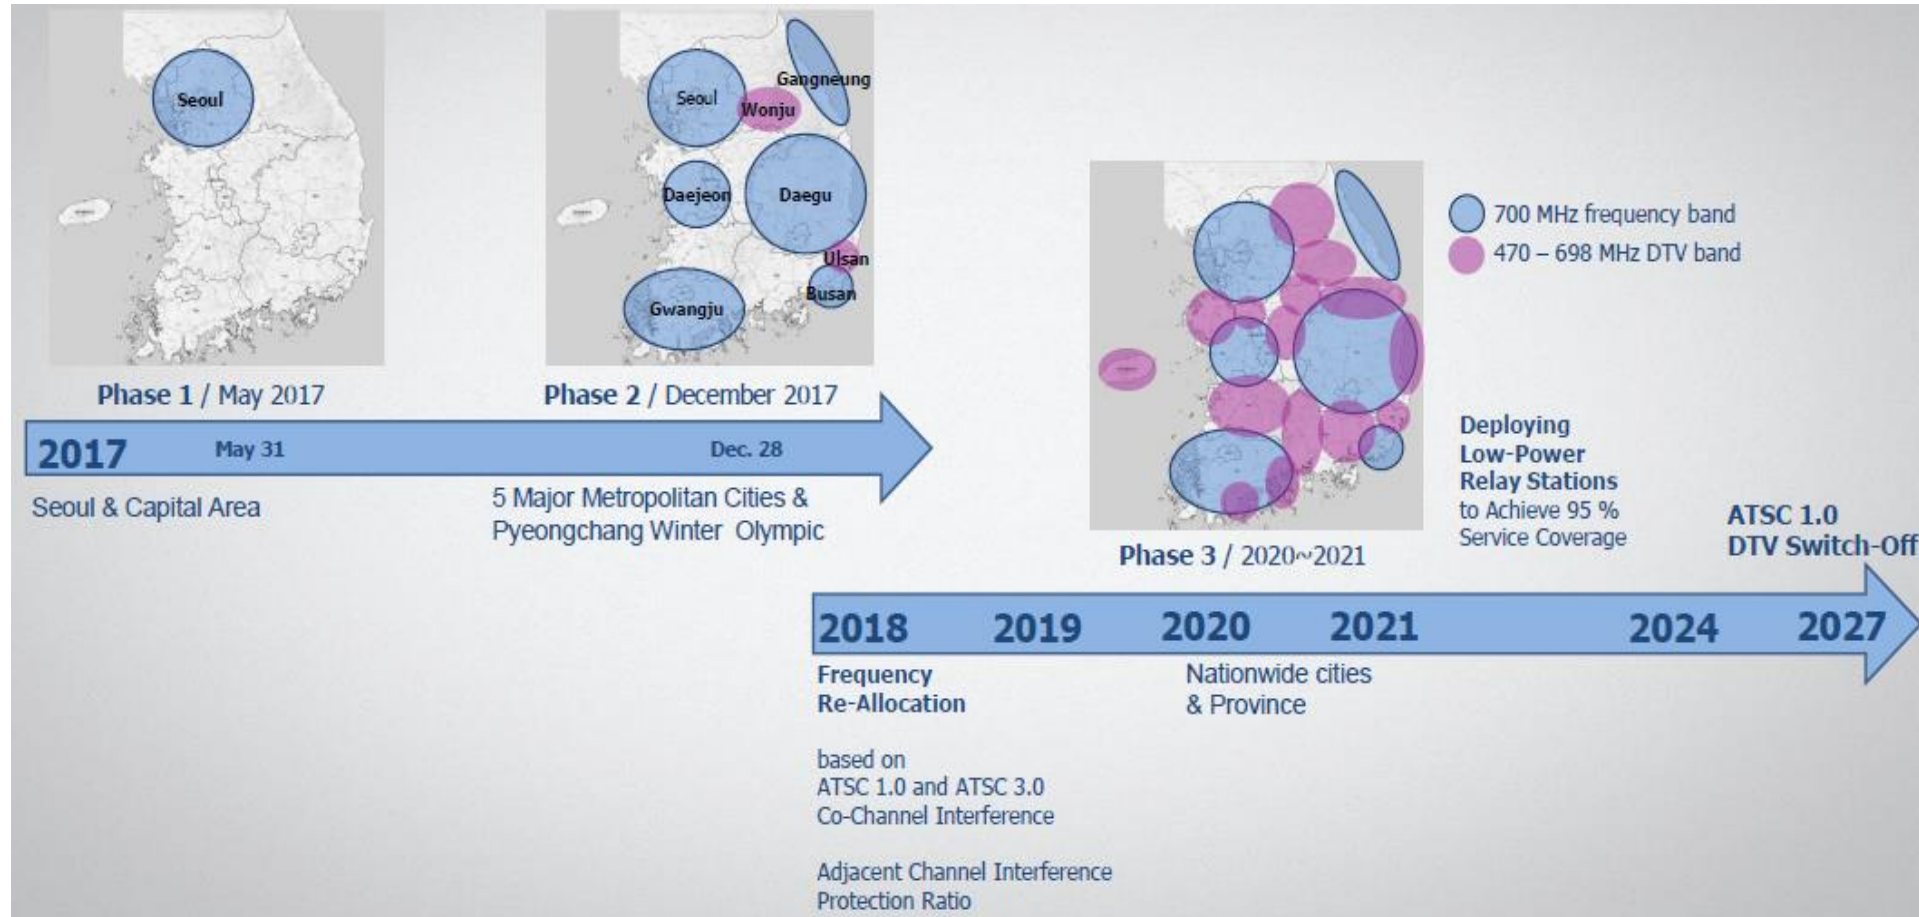 Seoul
Phase 1 / May 2017
Seoul
Gangneung
Wonju
Daejeon
Daegu
Ulsan
Busan
Gwangju
Phase 2 / December 2017
2017
May 31
Dec. 28
Seoul & Capital Area
5 Major Metropolitan Cities &
Pyeongchang Winter Olympic
700 MHz frequency band
470 – 698 MHz DTV band
Phase 3 / 2020~2021
Deploying
Low-Power
Relay Stations
to Achieve 95 %
Service Coverage
ATSC 1.0
DTV Switch-Off
2018
2019
2020
2021
2024
2027
Frequency
Re-Allocation
based on
ATSC 1.0 and ATSC 3.0
Co-Channel Interference
Adjacent Channel Interference
Protection Ratio
Nationwide cities
& Province